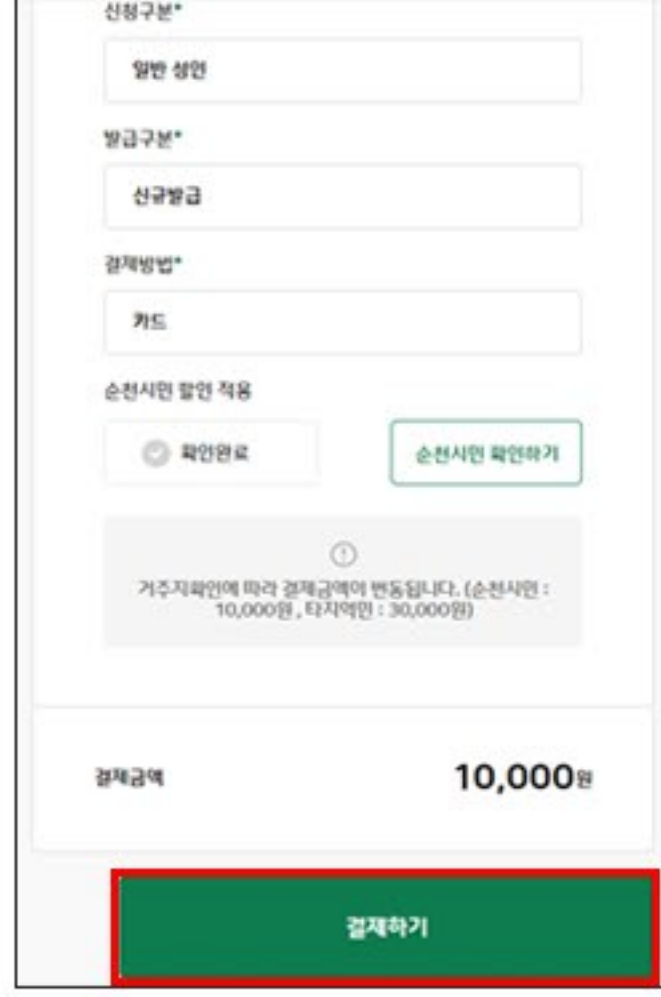 신청구분*
일반 성인
발급구분*
신규발급
결제방법*
카드
순천시민 할인 적용
확인완료
순천시민 확인하기
거주지확인에 따라 결제금액이 변동됩니다. (순천시민 :
10,000원 , 타지역민 : 30,000원)
결제금액
10,000원
결제하기